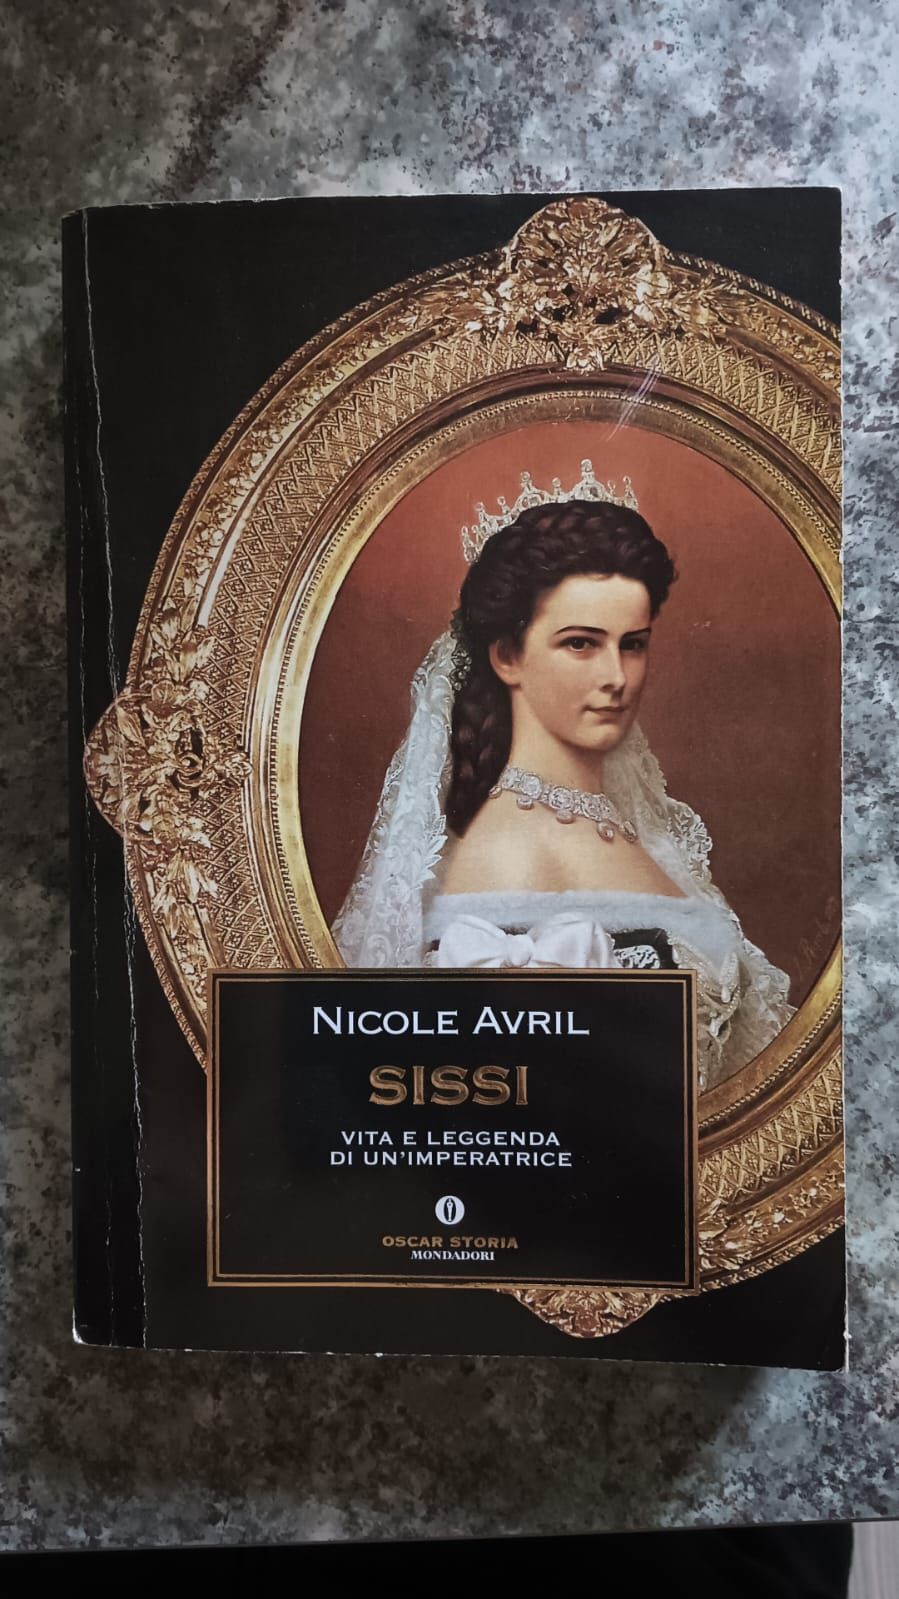 NICOLE AVRIL
SISSI
VITA E LEGGENDA
DI UN'IMPERATRICE
OSCAR STORIA
MONDADORI